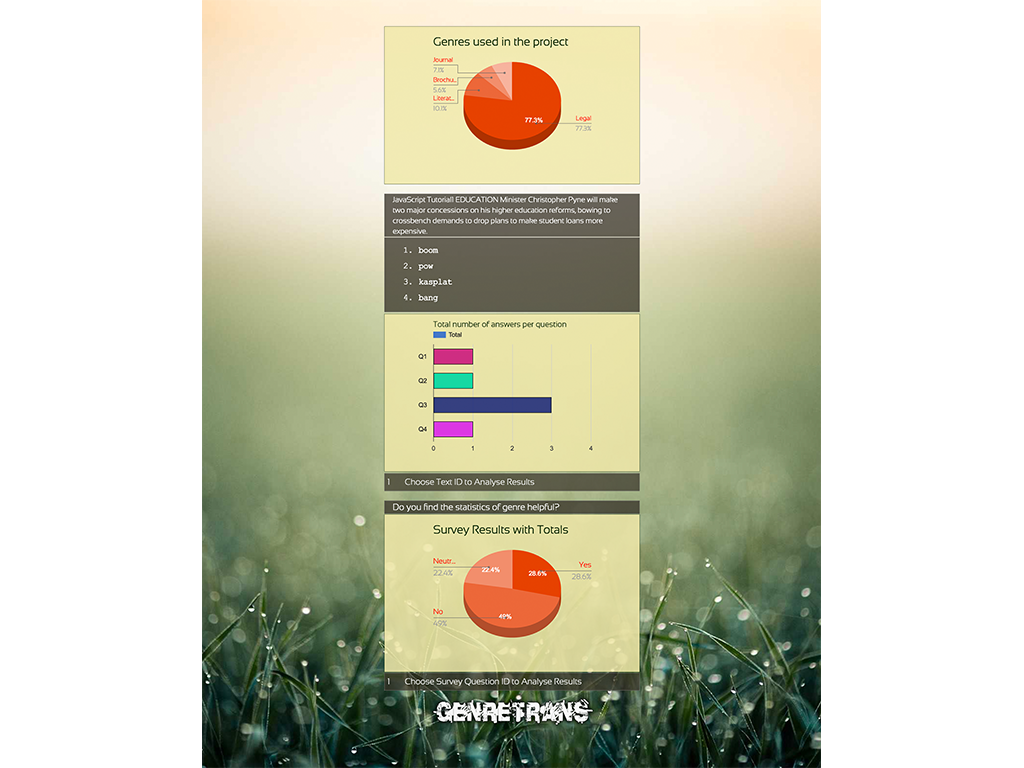 Genres used in the project
Journal
7.1%
Brochu...
5.6%
Literat...
10.1%
77.3%
Legal
77.3%
JavaScript Tutorial1 EDUCATION Minister Christopher Pyne will make
two major concessions on his higher education reforms, bowing to
crossbench demands to drop plans to make student loans more
expensive.
1. boom
2. pow
3. kasplat
4. bang
Total number of answers per question
Total
Q1
Q2
Q3
Q4
0 1 2 3 4
1 Choose Text ID to Analyse Results
Do you find the statistics of genre helpful?
Survey Results with Totals
Neutr...
22.4%
22.4%
28.6%
Yes
28.6%
No
49%
49%
1 Choose Survey Question ID to Analyse Results
GENRETRANS